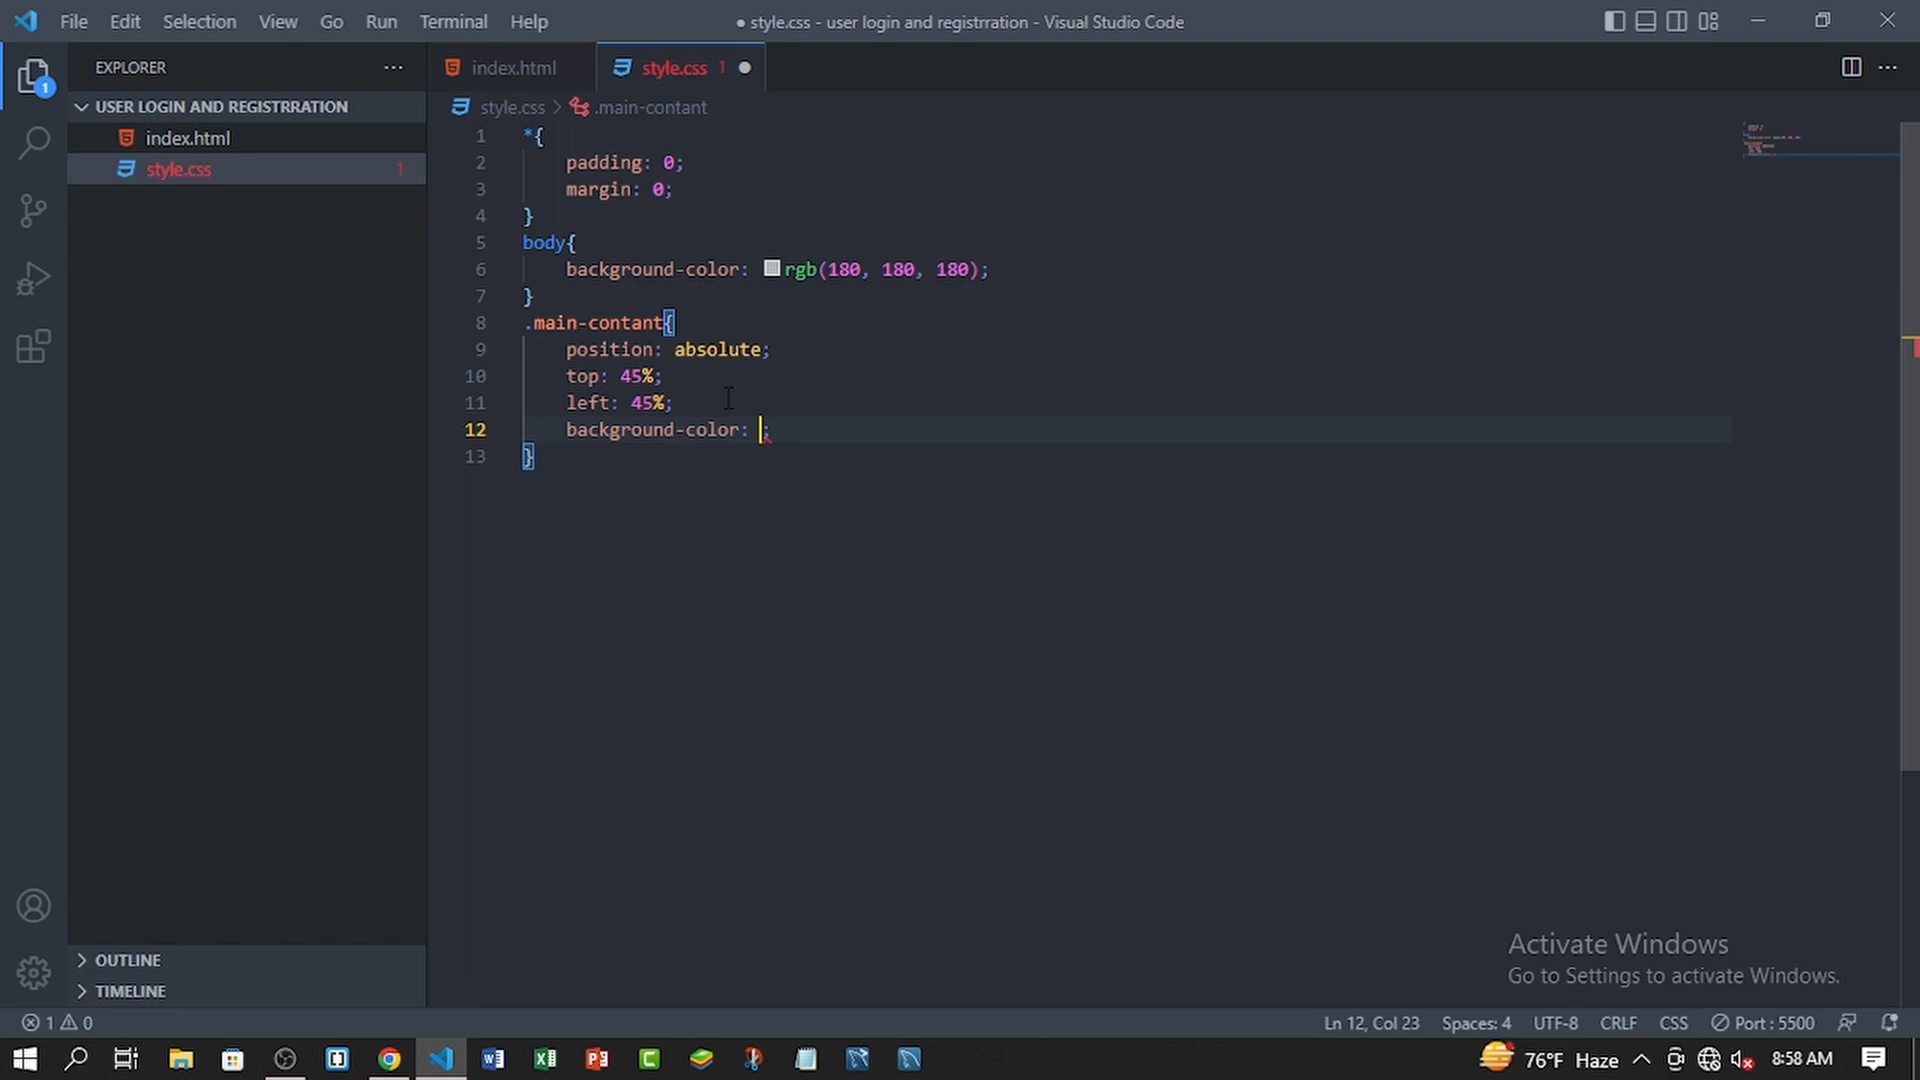 File Edit Selection View Go Run Terminal Help
● style.css - user login and registrration - Visual Studio Code
EXPLORER
1
USER LOGIN AND REGISTRRATION
index.html
style.css 1
OUTLINE
TIMELINE
index.html
style.css 1
style.css > .main-contant
1 *{
2 padding: 0;
3 margin: 0;
4 }
5 body{
6 background-color: rgb(180, 180, 180);
7 }
8 .main-contant{
9 position: absolute;
10 top: 45%;
11 left: 45%;
12 background-color: ;
13 }
Activate Windows
Go to Settings to activate Windows.
1 0
Ln 12, Col 23 Spaces: 4 UTF-8 CRLF CSS Port : 5500
76°F Haze 8:58 AM